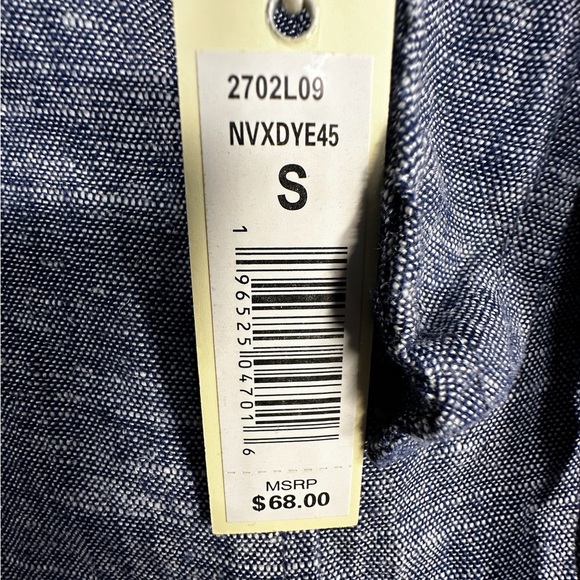 2702L09
NVXDYE45
S
1 96525 04701 6
MSRP
$68.00